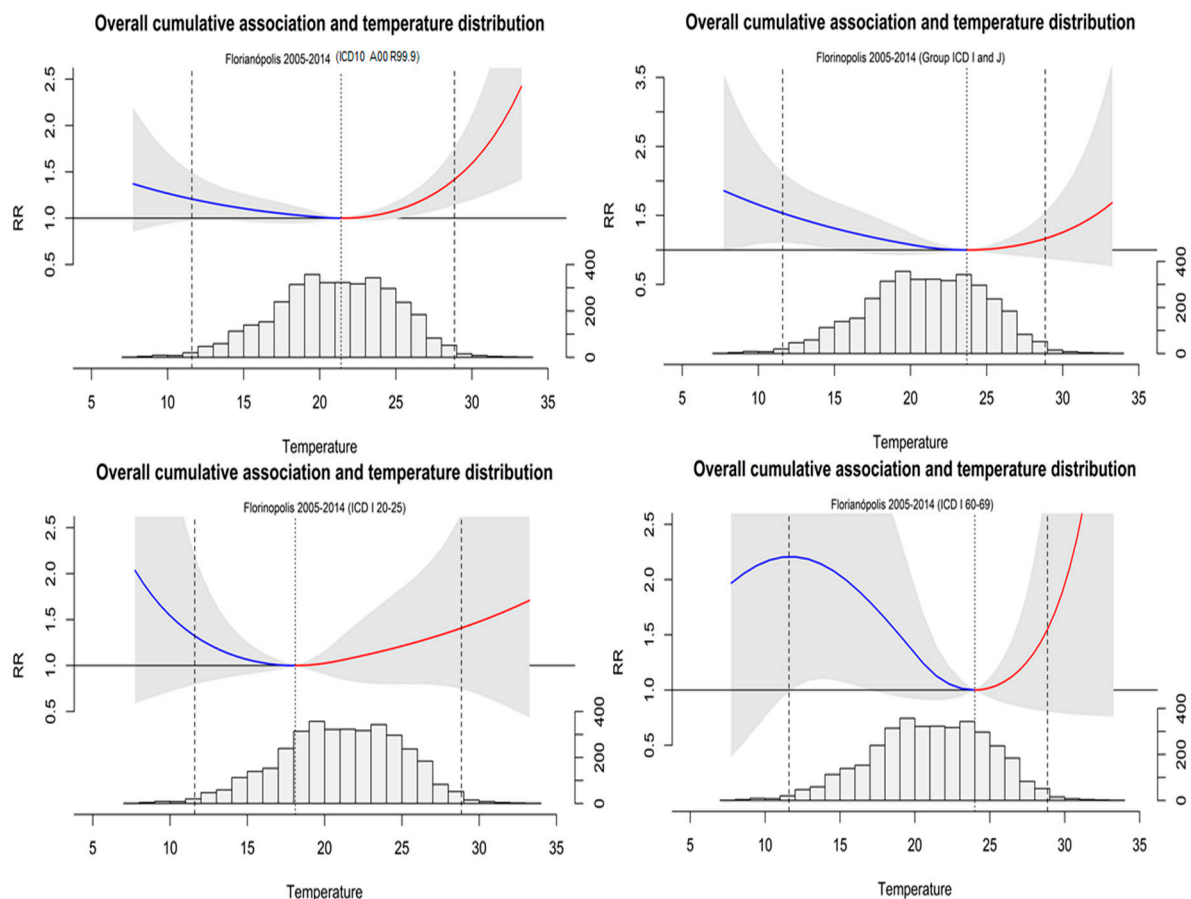 Overall cumulative association and temperature distribution
Florianópolis 2005-2014 (ICD10 A00 R99.9)
RR
2.5
2.0
1.5
1.0
0.5
400
200
0
5 10 15 20 25 30 35
Temperature
Overall cumulative association and temperature distribution
Florinopolis 2005-2014 (Group ICD I and J)
RR
3.5
2.5
1.5
0.5
400
200
0
5 10 15 20 25 30 35
Temperature
Overall cumulative association and temperature distribution
Florinopolis 2005-2014 (ICD I 20-25)
RR
2.5
2.0
1.5
1.0
0.5
400
200
0
5 10 15 20 25 30 35
Temperature
Overall cumulative association and temperature distribution
Florianópolis 2005-2014 (ICD I 60-69)
RR
2.5
2.0
1.5
1.0
0.5
400
200
0
5 10 15 20 25 30 35
Temperature